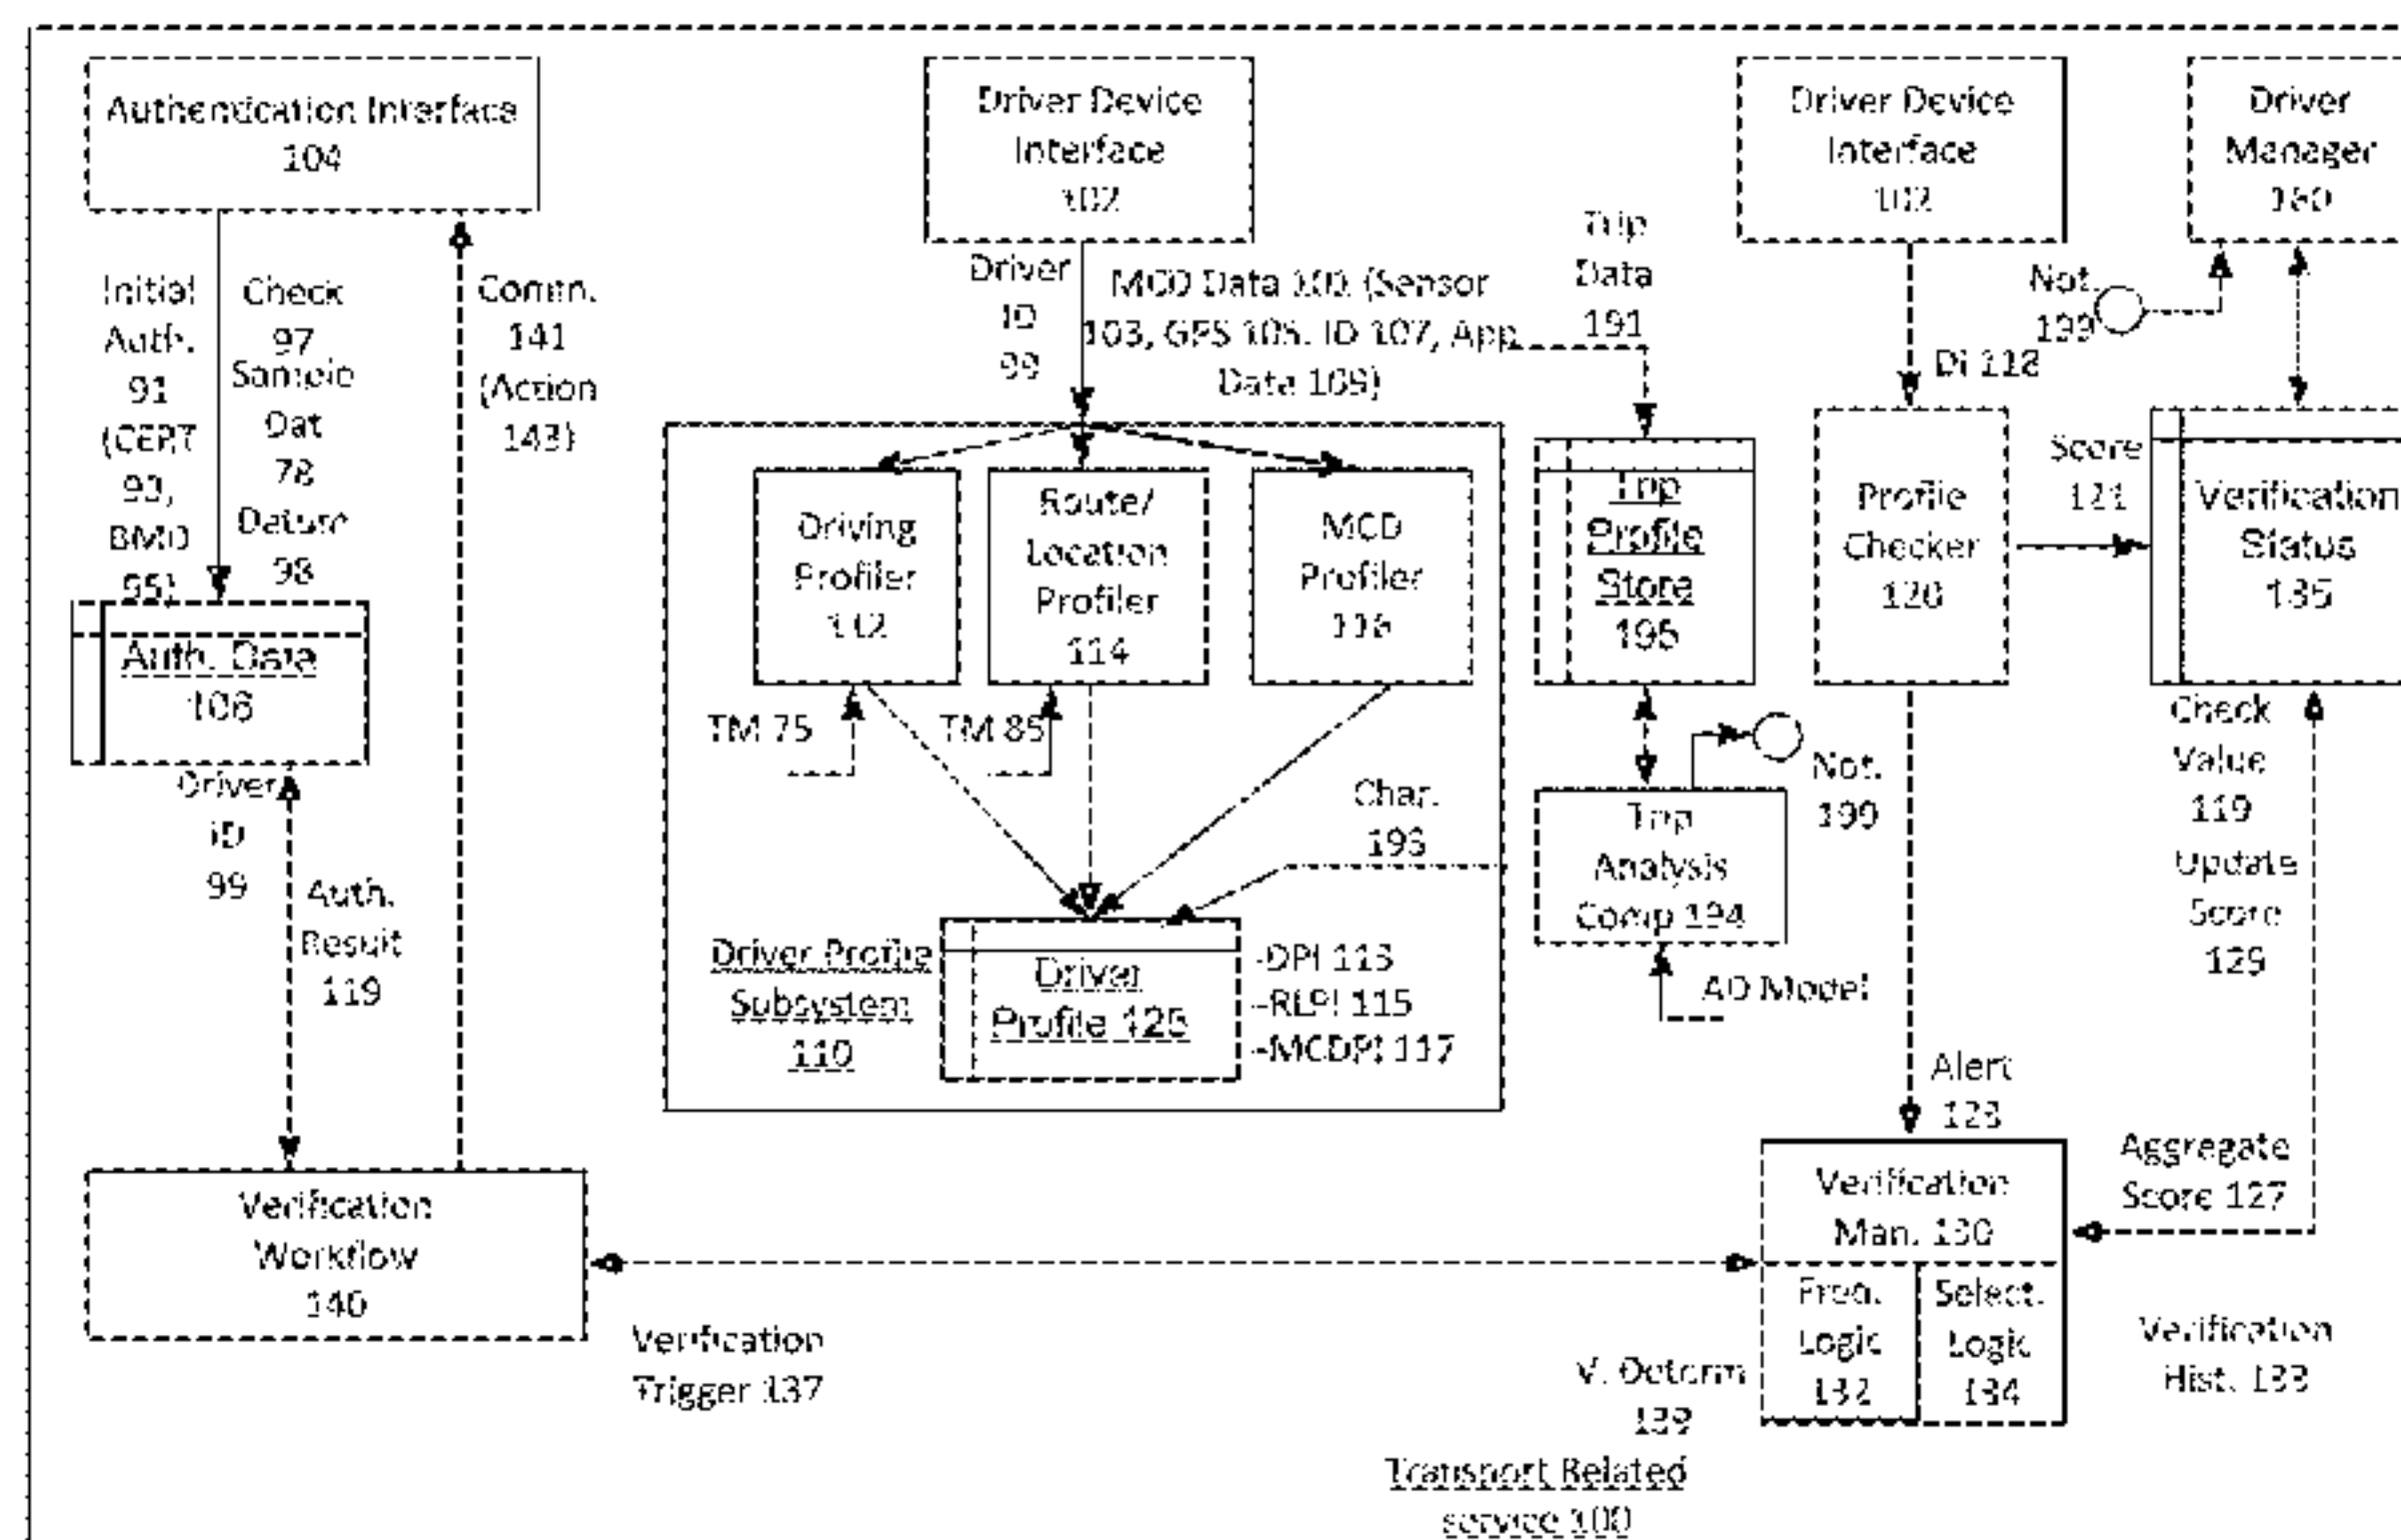 Authentication Interface
104
Driver Device
Interface
102
Driver Device
Interface
102
Driver
Manager
160
Initial
Auth.
91
(CERT
93,
BMD
95)
Check
97
Sample
Dat
78
Datum
98
Comm.
141
(Action
143)
Driver
ID
99
MCD Data 101 (Sensor
103, GPS 105, ID 107, App
Data 109)
Trip
Data
191
Not.
199
DI 118
Score
121
Driving
Profiler
112
Route/
Location
Profiler
114
MCD
Profiler
116
Trip
Profile
Store
195
Profile
Checker
120
Verification
Status
135
Auth. Data
106
TM 75
TM 85
Char.
193
Not.
199
Trip
Analysis
Comp 194
AD Model
Check
Value
119
Update
Score
129
Driver
ID
99
Auth.
Result
119
Driver Profile
Subsystem
110
Driver
Profile 125
-DPI 113
-RLPI 115
-MCDPI 117
Alert
123
Aggregate
Score 127
Verification
Workflow
140
Verification
Trigger 137
Verification
Man. 130
Freq.
Logic
132
Select.
Logic
134
V. Determ
139
Verification
Hist. 133
Transport Related
service 100